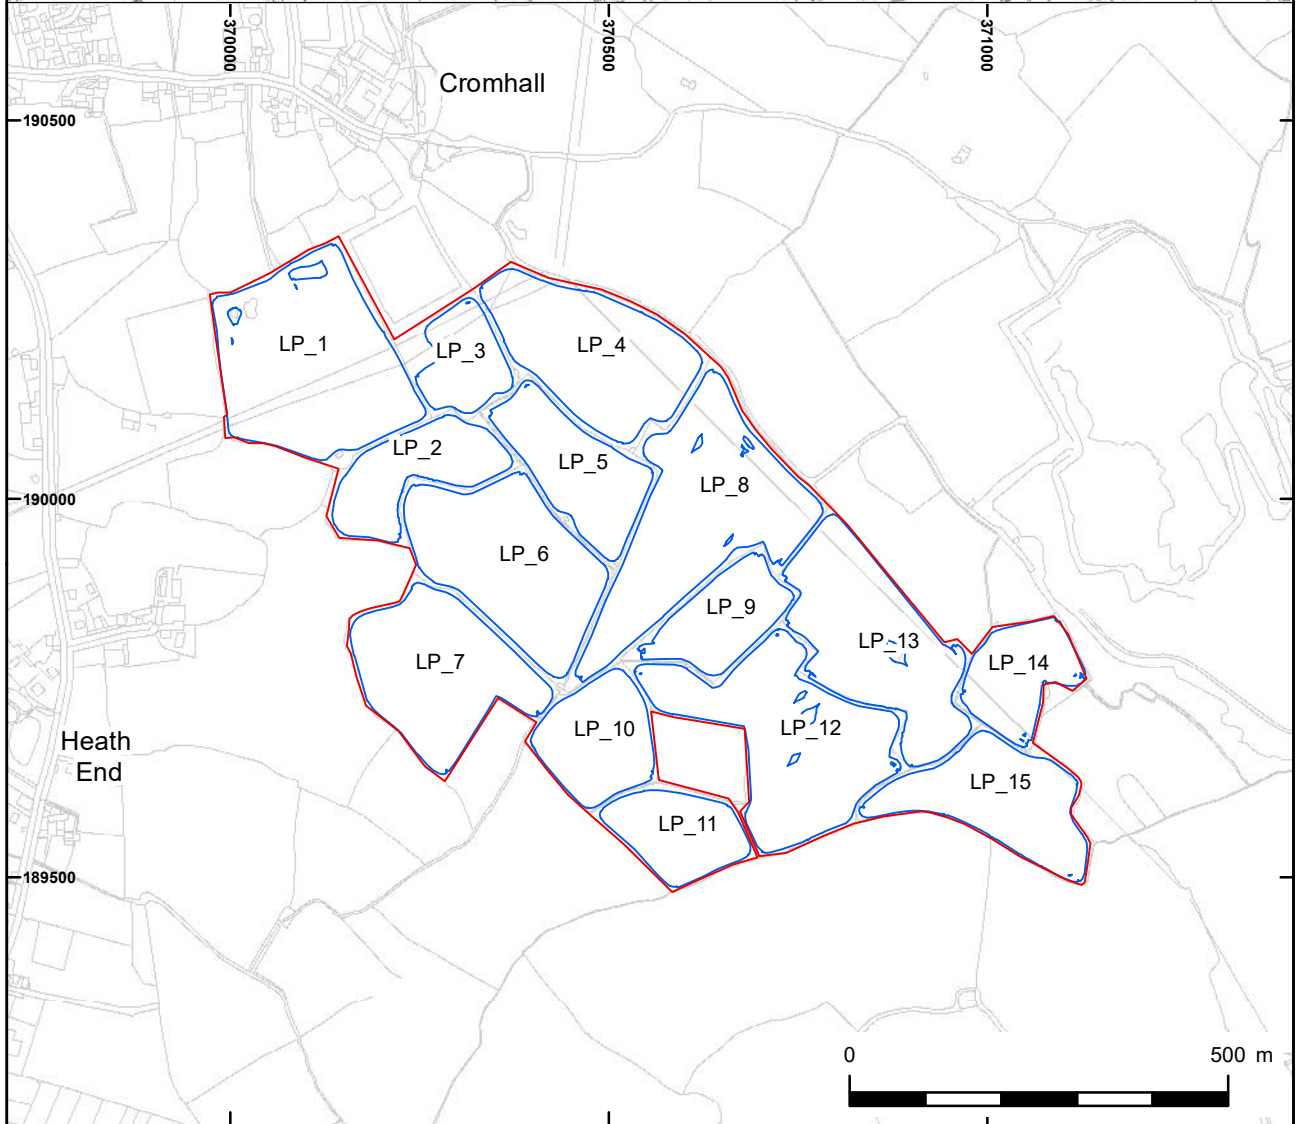 370000
370500
371000
Cromhall
190500
LP_1
LP_3
LP_4
LP_2
LP_5
LP_8
190000
LP_6
LP_9
LP_13
LP_7
LP_14
LP_10
LP_12
Heath
End
LP_15
LP_11
189500
0
500 m